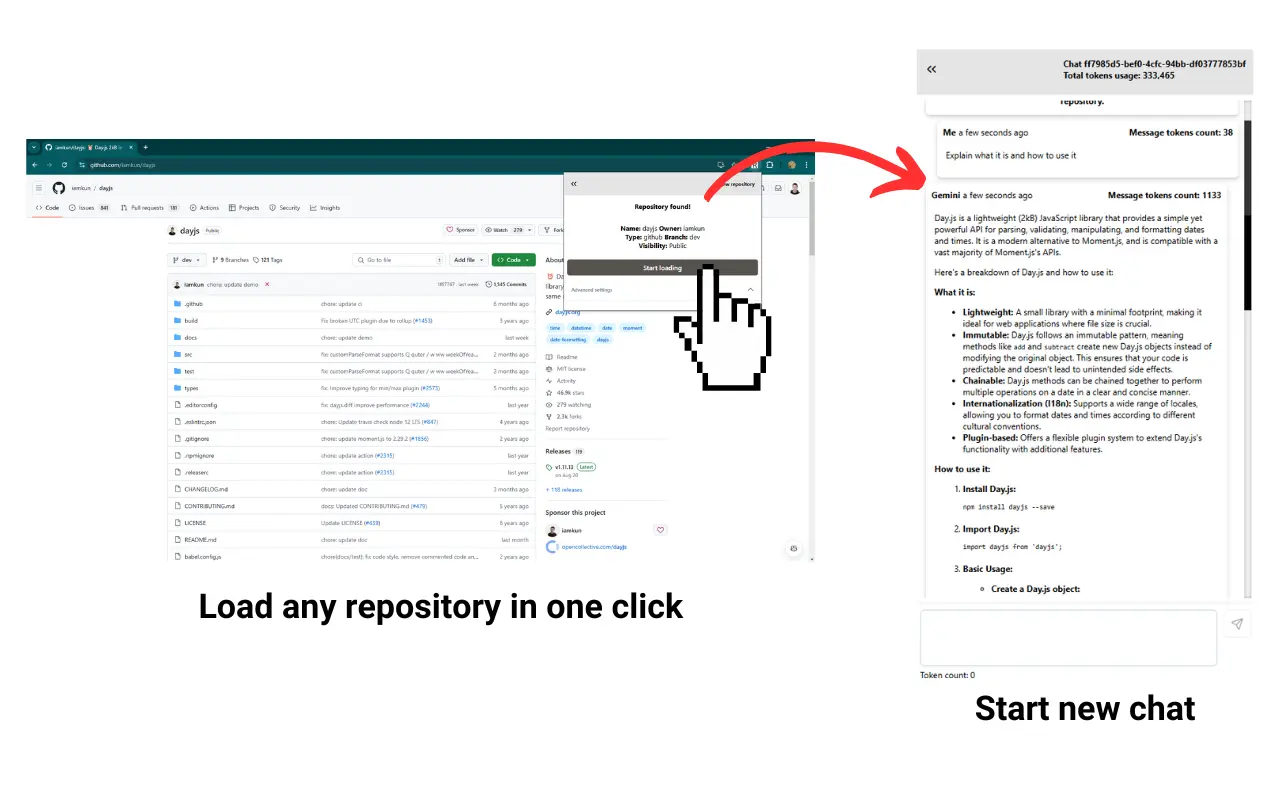 iamkun/dayjs: Day.js 2kB
github.com/iamkun/dayjs
iamkun / dayjs
Code Issues 841 Pull requests 181 Actions Projects Security Insights
dayjs Public
Sponsor Watch 279
dev 9 Branches 121 Tags
Go to file
Add file Code
iamkun chore: update demo
last week 1,545 Commits
.github chore: update ci 6 months ago
build fix: broken UTC plugin due to rollup (#1453) 3 years ago
docs chore: update demo last week
src fix: customParseFormat supports Q quter / w ww weekOfYea... 2 months ago
test fix: customParseFormat supports Q quter / w ww weekOfYea... 2 months ago
types fix: Improve typing for min/max plugin (#2573) 5 months ago
.editorconfig fix: dayjs.diff improve performance (#2244) last year
.eslintrc.json chore: Update travis check node 12 LTS (#847) 4 years ago
.gitignore chore: update moment.js to 2.29.2 (#1856) 2 years ago
.npmignore chore: update action (#2315) last year
.releaserc chore: update action (#2315) last year
CHANGELOG.md chore: update doc 3 months ago
CONTRIBUTING.md docs: Updated CONTRIBUTING.md (#479) 5 years ago
LICENSE Update LICENSE (#439) 6 years ago
README.md chore: update doc last month
babel.config.js chore(docs/test): fix code style, remove commented code an... 2 years ago
repository
Repository found!
Name: dayjs Owner: iamkun
Type: github Branch: dev
Visibility: Public
Start loading
Advanced settings
About
day.js.org
time datetime date moment
date-formatting dayjs
Readme
MIT license
Activity
46.9k stars
279 watching
2.3k forks
Report repository
Releases 119
v1.11.13 Latest
on Aug 20
+ 118 releases
Sponsor this project
iamkun
opencollective.com/dayjs
Load any repository in one click
Chat ff7985d5-bef0-4cfc-94bb-df03777853bf
Total tokens usage: 333,465
repository.
Me a few seconds ago Message tokens count: 38
Explain what it is and how to use it
Gemini a few seconds ago Message tokens count: 1133
Day.js is a lightweight (2kB) JavaScript library that provides a simple yet
powerful API for parsing, validating, manipulating, and formatting dates
and times. It is a modern alternative to Moment.js, and is compatible with a
vast majority of Moment.js's APIs.
Here's a breakdown of Day.js and how to use it:
What it is:
• Lightweight: A small library with a minimal footprint, making it
ideal for web applications where file size is crucial.
• Immutable: Day.js follows an immutable pattern, meaning
methods like add and subtract create new Day.js objects instead of
modifying the original object. This ensures that your code is
predictable and doesn't lead to unintended side effects.
• Chainable: Day.js methods can be chained together to perform
multiple operations on a date in a clear and concise manner.
• Internationalization (I18n): Supports a wide range of locales,
allowing you to format dates and times according to different
cultural conventions.
• Plugin-based: Offers a flexible plugin system to extend Day.js's
functionality with additional features.
How to use it:
1. Install Day.js:
npm install dayjs --save
2. Import Day.js:
import dayjs from 'dayjs';
3. Basic Usage:
Create a Day.js object:
Token count: 0
Start new chat